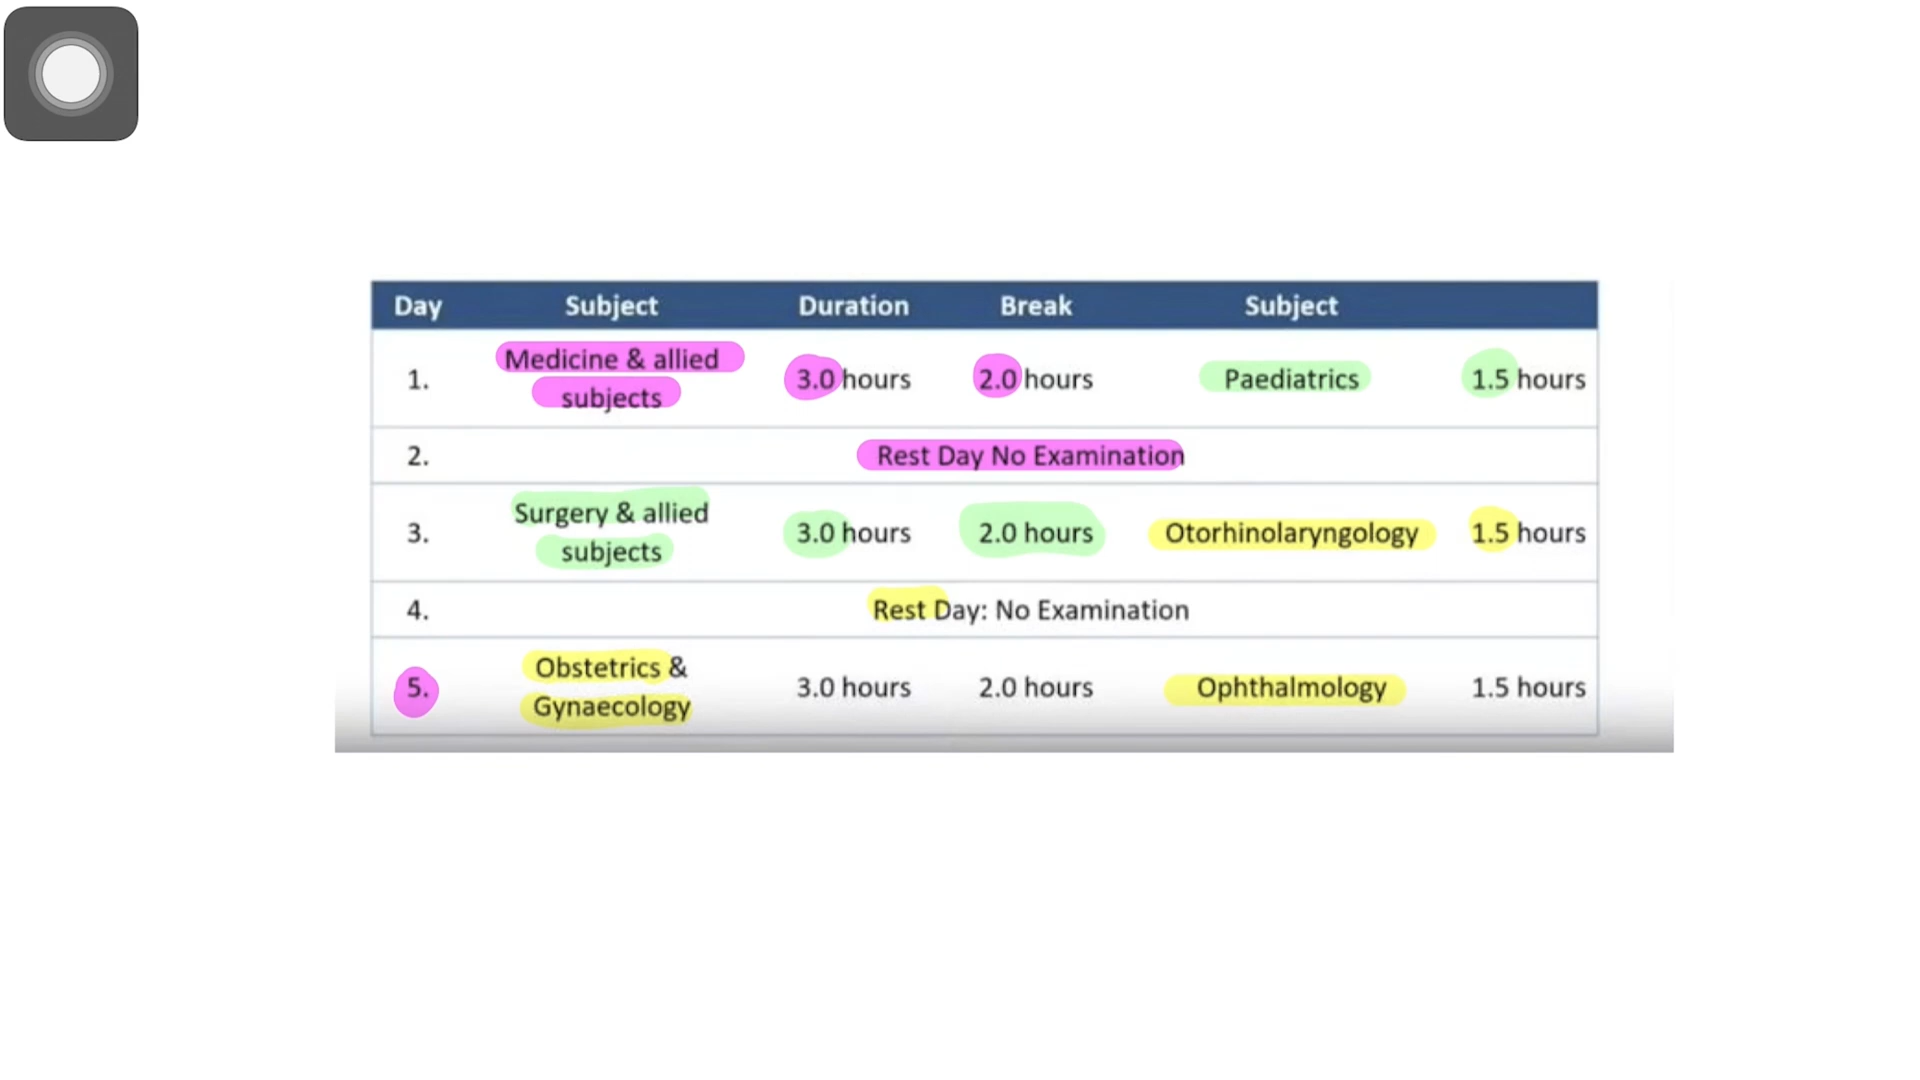 Day Subject Duration Break Subject
1. Medicine & allied subjects 3.0 hours 2.0 hours Paediatrics 1.5 hours
2. Rest Day No Examination
3. Surgery & allied subjects 3.0 hours 2.0 hours Otorhinolaryngology 1.5 hours
4. Rest Day: No Examination
5. Obstetrics & Gynaecology 3.0 hours 2.0 hours Ophthalmology 1.5 hours